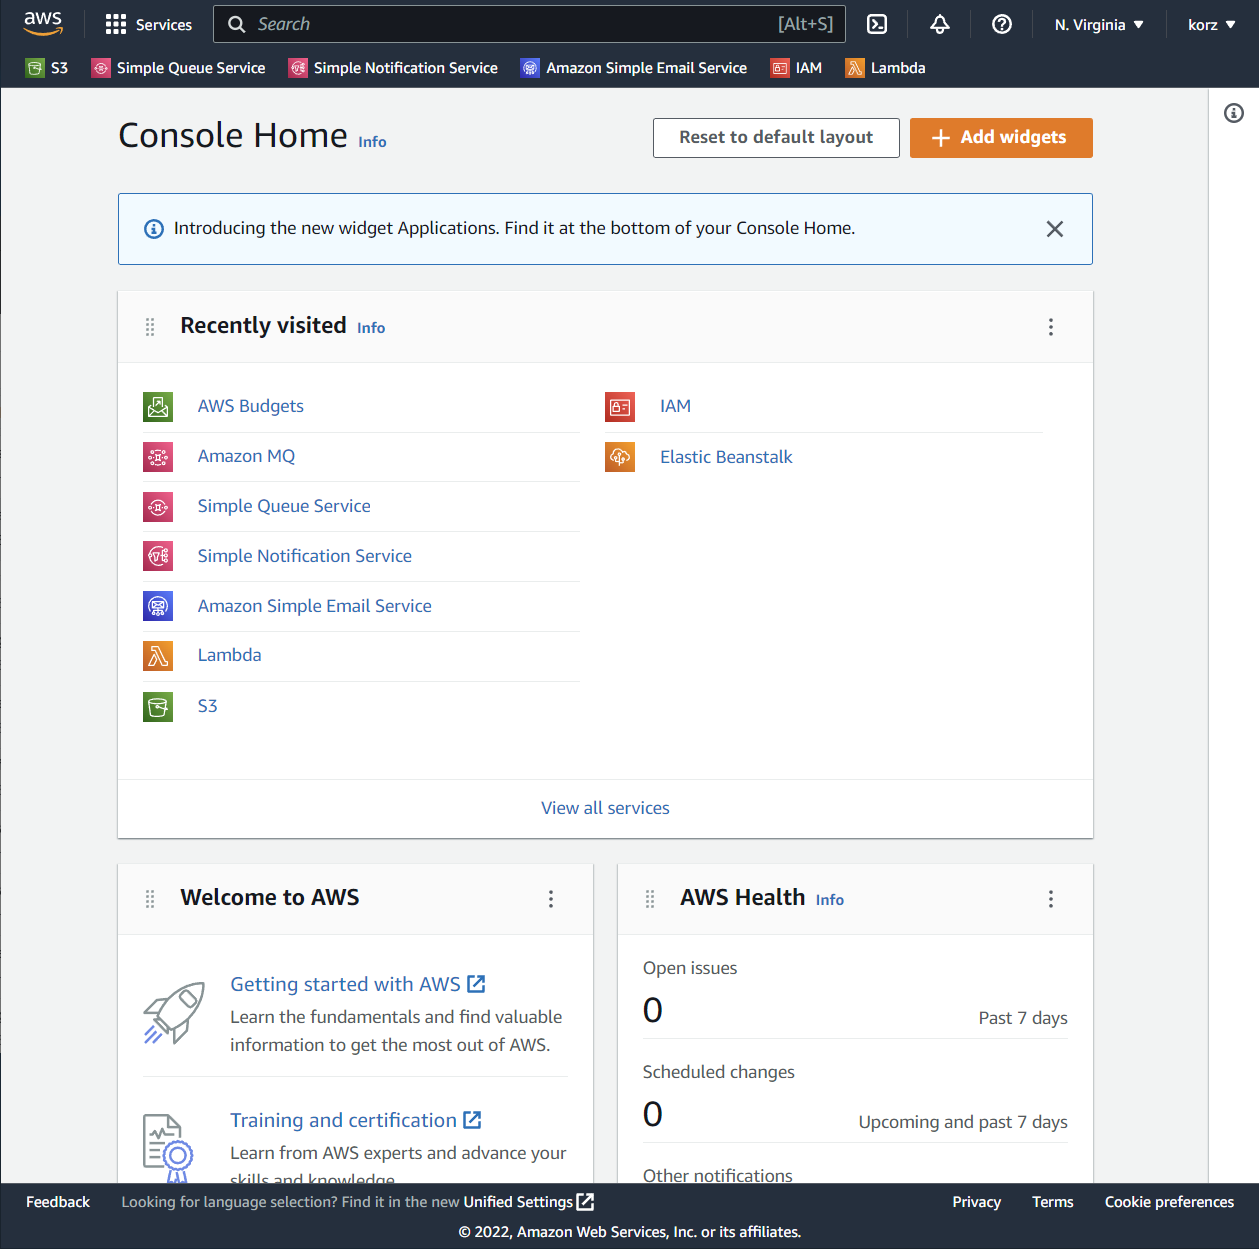 aws
Services
Search [Alt+S]
N. Virginia
korz
S3
Simple Queue Service
Simple Notification Service
Amazon Simple Email Service
IAM
Lambda
Console Home Info
Reset to default layout
Add widgets
Introducing the new widget Applications. Find it at the bottom of your Console Home.
Recently visited Info
AWS Budgets
Amazon MQ
Simple Queue Service
Simple Notification Service
Amazon Simple Email Service
Lambda
S3
IAM
Elastic Beanstalk
View all services
Welcome to AWS
Getting started with AWS
Learn the fundamentals and find valuable
information to get the most out of AWS.
Training and certification
Learn from AWS experts and advance your
skills and knowledge.
AWS Health Info
Open issues
0
Past 7 days
Scheduled changes
0
Upcoming and past 7 days
Other notifications
Feedback
Looking for language selection? Find it in the new Unified Settings
Privacy
Terms
Cookie preferences
© 2022, Amazon Web Services, Inc. or its affiliates.